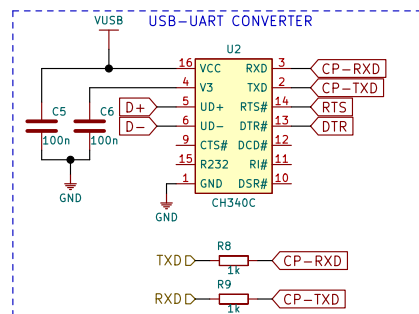 USB-UART CONVERTER
VUSB
U2
16 VCC RXD 3 CP-RXD
4 V3 TXD 2 CP-TXD
D+ 5 UD+ RTS# 14 RTS
D- 6 UD- DTR# 13 DTR
C5 C6
100n 100n
9 CTS# DCD# 12
15 R232 RI# 11
1 GND DSR# 10
GND
GND
CH340C
R8
TXD 1k CP-RXD
R9
RXD 1k CP-TXD